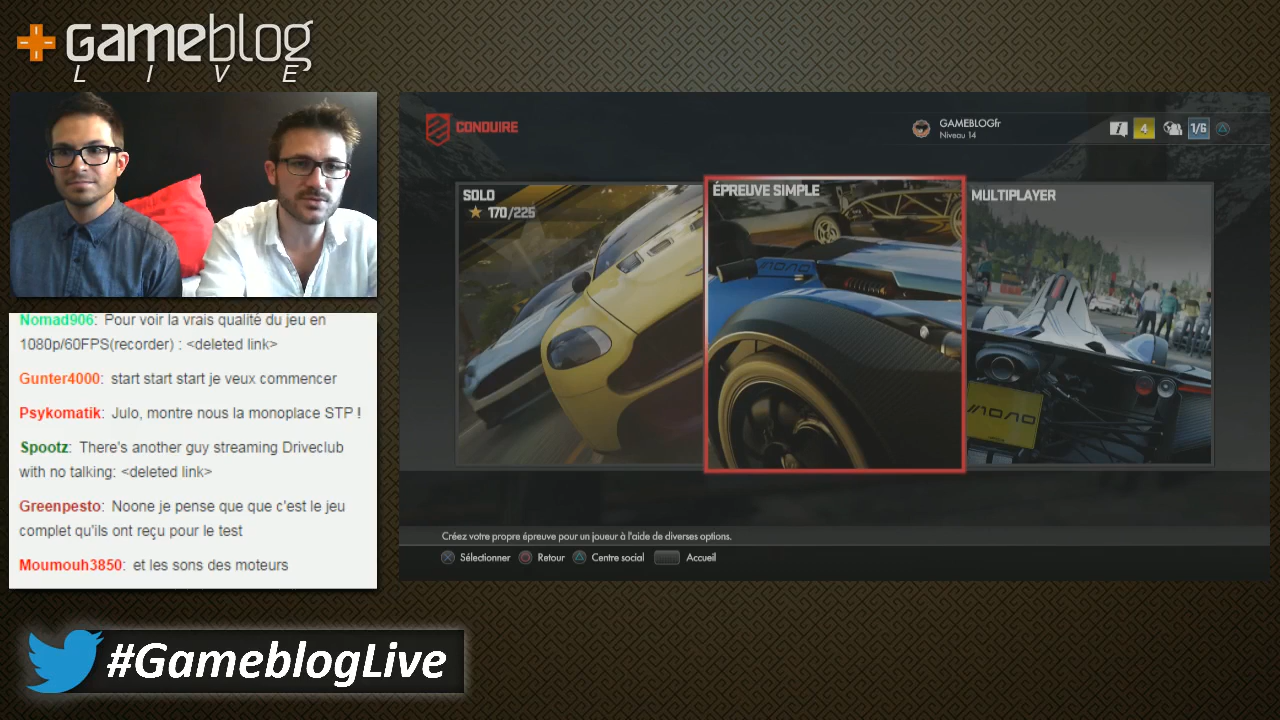 gameblog
LIVE
CONDUIRE
GAMEBLOGfr
Niveau 14
4
1/6
SOLO
170/225
ÉPREUVE SIMPLE
MULTIPLAYER
mono
mono
Créez votre propre épreuve pour un joueur à l'aide de diverses options.
Sélectionner Retour Centre social Accueil
Nomad906: Pour voir la vrais qualité du jeu en
1080p/60FPS(recorder) : <deleted link>
Gunter4000: start start start je veux commencer
Psykomatik: Julo, montre nous la monoplace STP !
Spootz: There's another guy streaming Driveclub
with no talking: <deleted link>
Greenpesto: Noone je pense que que c'est le jeu
complet qu'ils ont reçu pour le test
Moumouh3850: et les sons des moteurs
#GameblogLive